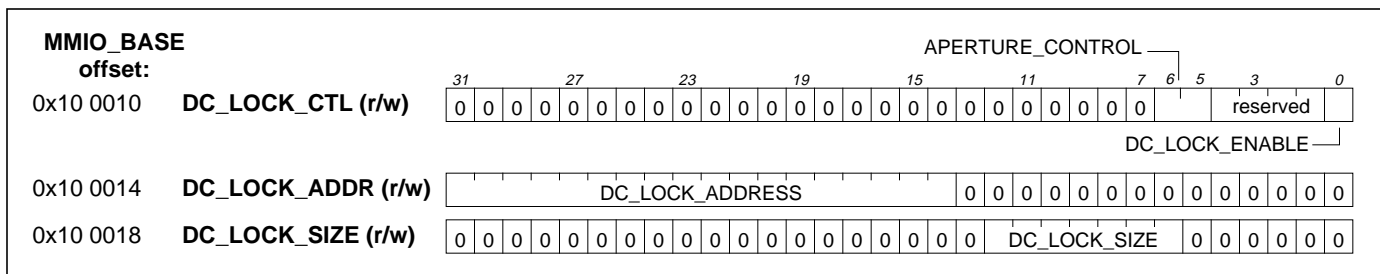 MMIO_BASE
offset:
APERTURE_CONTROL
31 27 23 19 15 11 7 6 5 3 0
0x10 0010 DC_LOCK_CTL (r/w) 0 0 0 0 0 0 0 0 0 0 0 0 0 0 0 0 0 0 0 0 0 0 0 0 0 reserved
DC_LOCK_ENABLE
0x10 0014 DC_LOCK_ADDR (r/w) DC_LOCK_ADDRESS 0 0 0 0 0 0 0 0 0 0 0 0 0 0
0x10 0018 DC_LOCK_SIZE (r/w) 0 0 0 0 0 0 0 0 0 0 0 0 0 0 0 0 0 0 0 DC_LOCK_SIZE 0 0 0 0 0 0